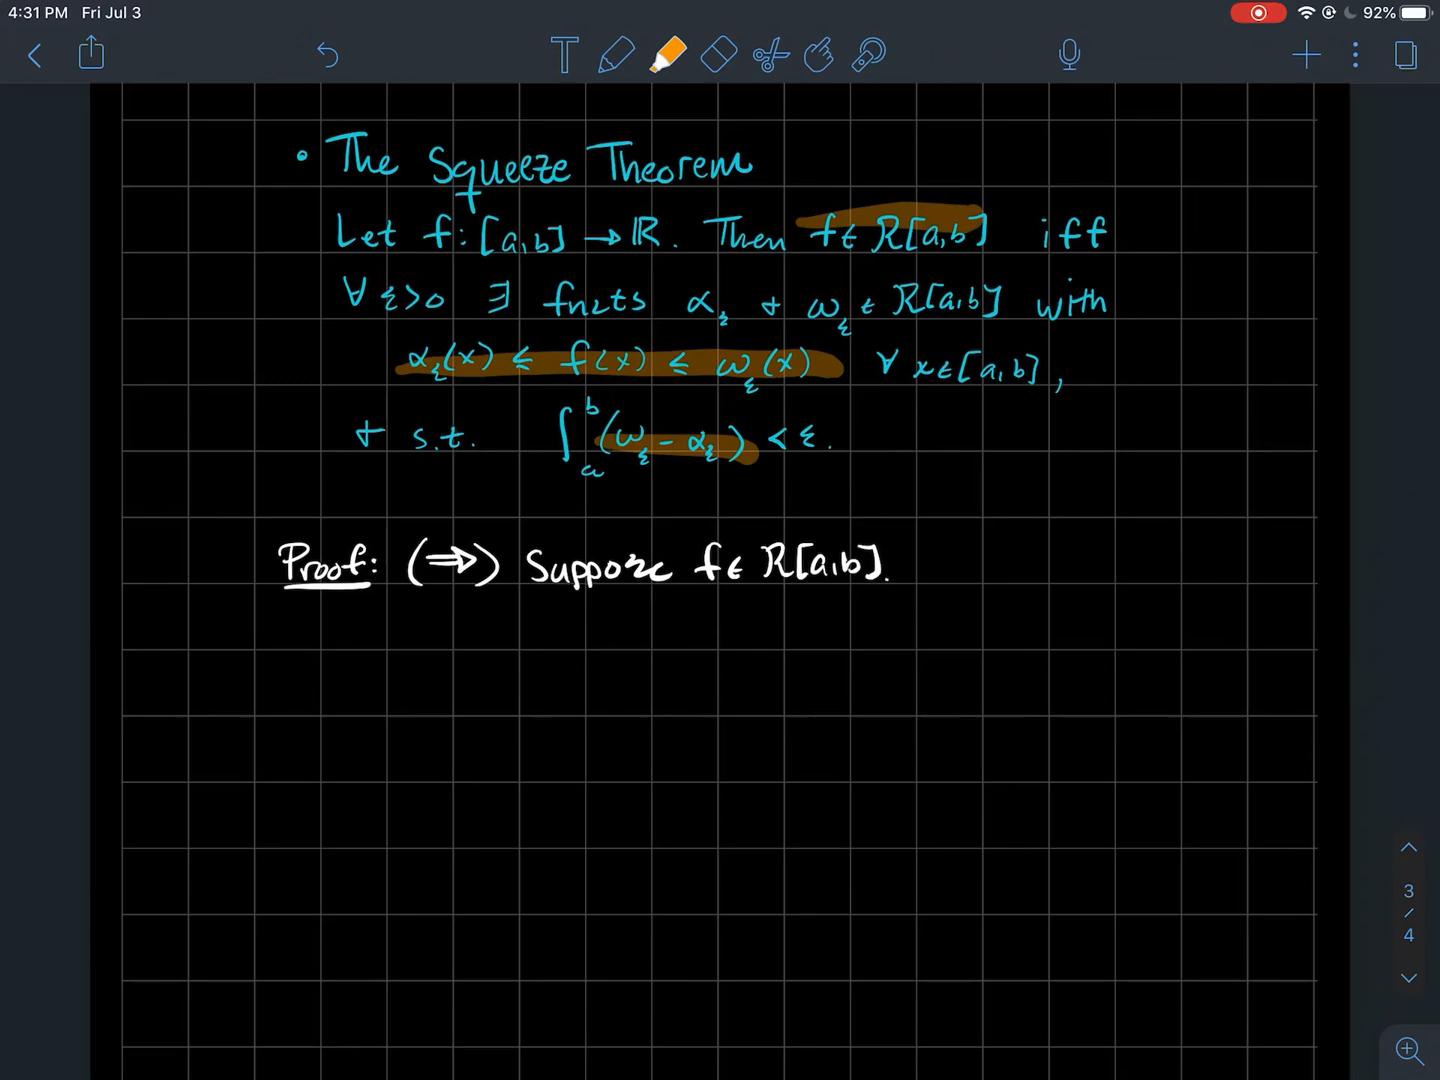 4:31 PM Fri Jul 3
92%
• The Squeeze Theorem
Let f: [a,b] → ℝ. Then f ∈ R[a,b] iff
∀ ε>0 ∃ fncts α_ε + ω_ε ∈ R[a,b] with
α_ε(x) ≤ f(x) ≤ ω_ε(x) ∀ x∈[a,b],
+ s.t. ∫_a^b (ω_ε - α_ε) < ε.
Proof: (⇒) Suppose f ∈ R[a,b].
3
/
4